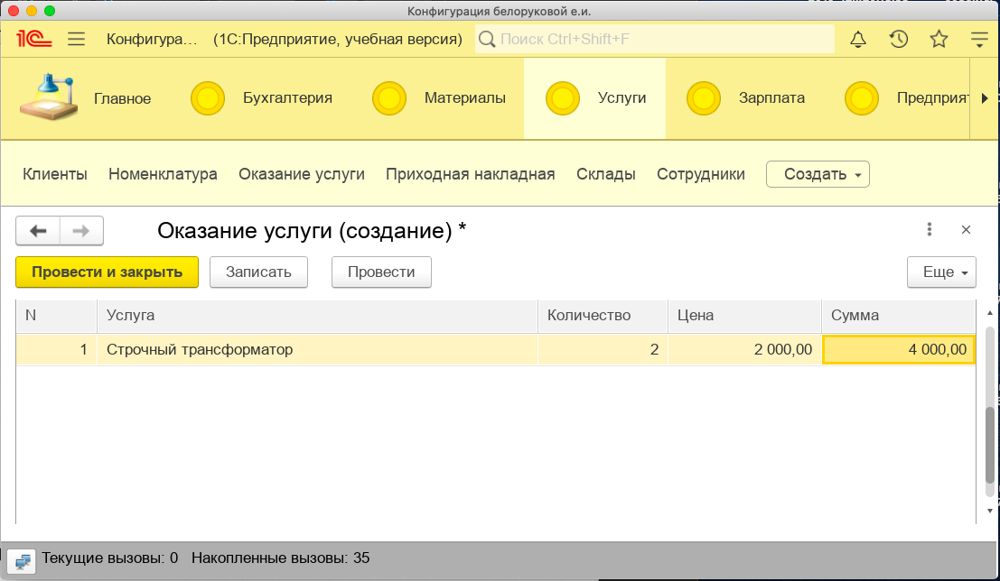 Конфигурация белоруковой е.и.
1С Конфигура... (1С:Предприятие, учебная версия) Поиск Ctrl+Shift+F
Главное Бухгалтерия Материалы Услуги Зарплата Предприят
Клиенты Номенклатура Оказание услуги Приходная накладная Склады Сотрудники Создать
Оказание услуги (создание) *
Провести и закрыть Записать Провести Еще
N Услуга Количество Цена Сумма
1 Строчный трансформатор 2 2 000,00 4 000,00
Текущие вызовы: 0 Накопленные вызовы: 35